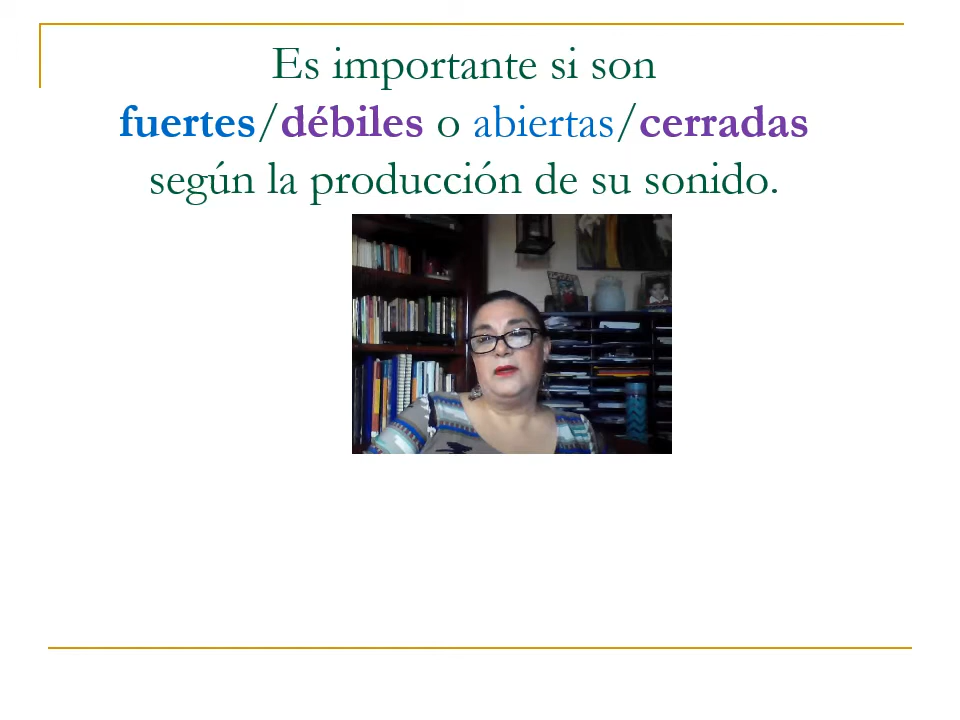 Es importante si son
fuertes/débiles o abiertas/cerradas
según la producción de su sonido.